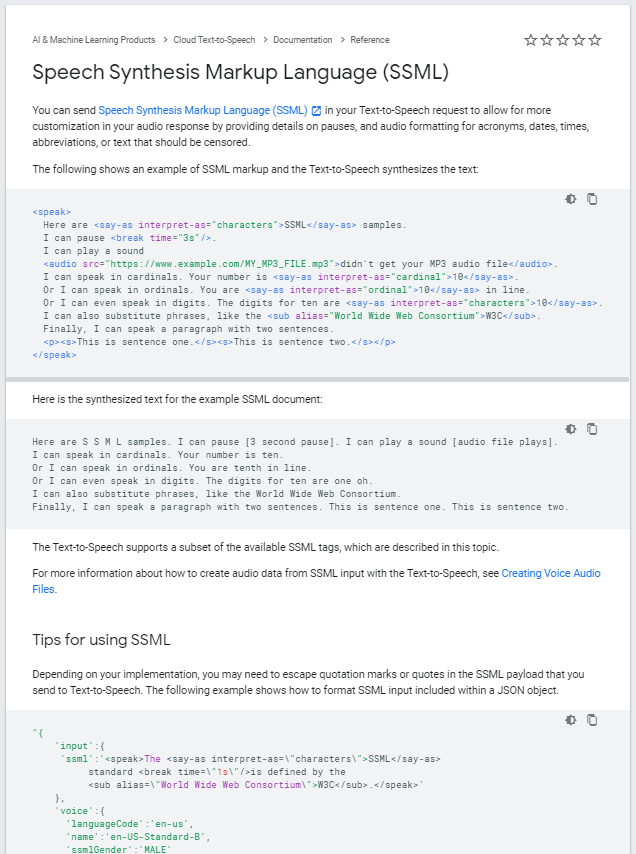 AI & Machine Learning Products > Cloud Text-to-Speech > Documentation > Reference
Speech Synthesis Markup Language (SSML)
You can send Speech Synthesis Markup Language (SSML) in your Text-to-Speech request to allow for more
customization in your audio response by providing details on pauses, and audio formatting for acronyms, dates, times,
abbreviations, or text that should be censored.
The following shows an example of SSML markup and the Text-to-Speech synthesizes the text:
<speak>
  Here are <say-as interpret-as="characters">SSML</say-as> samples.
  I can pause <break time="3s"/>.
  I can play a sound
  <audio src="https://www.example.com/MY_MP3_FILE.mp3">didn't get your MP3 audio file</audio>.
  I can speak in cardinals. Your number is <say-as interpret-as="cardinal">10</say-as>.
  Or I can speak in ordinals. You are <say-as interpret-as="ordinal">10</say-as> in line.
  Or I can even speak in digits. The digits for ten are <say-as interpret-as="characters">10</say-as>.
  I can also substitute phrases, like the <sub alias="World Wide Web Consortium">W3C</sub>.
  Finally, I can speak a paragraph with two sentences.
  <p><s>This is sentence one.</s><s>This is sentence two.</s></p>
</speak>
Here is the synthesized text for the example SSML document:
Here are S S M L samples. I can pause [3 second pause]. I can play a sound [audio file plays].
I can speak in cardinals. Your number is ten.
Or I can speak in ordinals. You are tenth in line.
Or I can even speak in digits. The digits for ten are one oh.
I can also substitute phrases, like the World Wide Web Consortium.
Finally, I can speak a paragraph with two sentences. This is sentence one. This is sentence two.
The Text-to-Speech supports a subset of the available SSML tags, which are described in this topic.
For more information about how to create audio data from SSML input with the Text-to-Speech, see Creating Voice Audio
Files.
Tips for using SSML
Depending on your implementation, you may need to escape quotation marks or quotes in the SSML payload that you
send to Text-to-Speech. The following example shows how to format SSML input included within a JSON object.
"{
    'input':{
     'ssml':'<speak>The <say-as interpret-as=\"characters\">SSML</say-as>
          standard <break time=\"1s\"/>is defined by the
          <sub alias=\"World Wide Web Consortium\">W3C</sub>.</speak>'
    },
    'voice':{
      'languageCode':'en-us',
      'name':'en-US-Standard-B',
      'ssmlGender':'MALE'